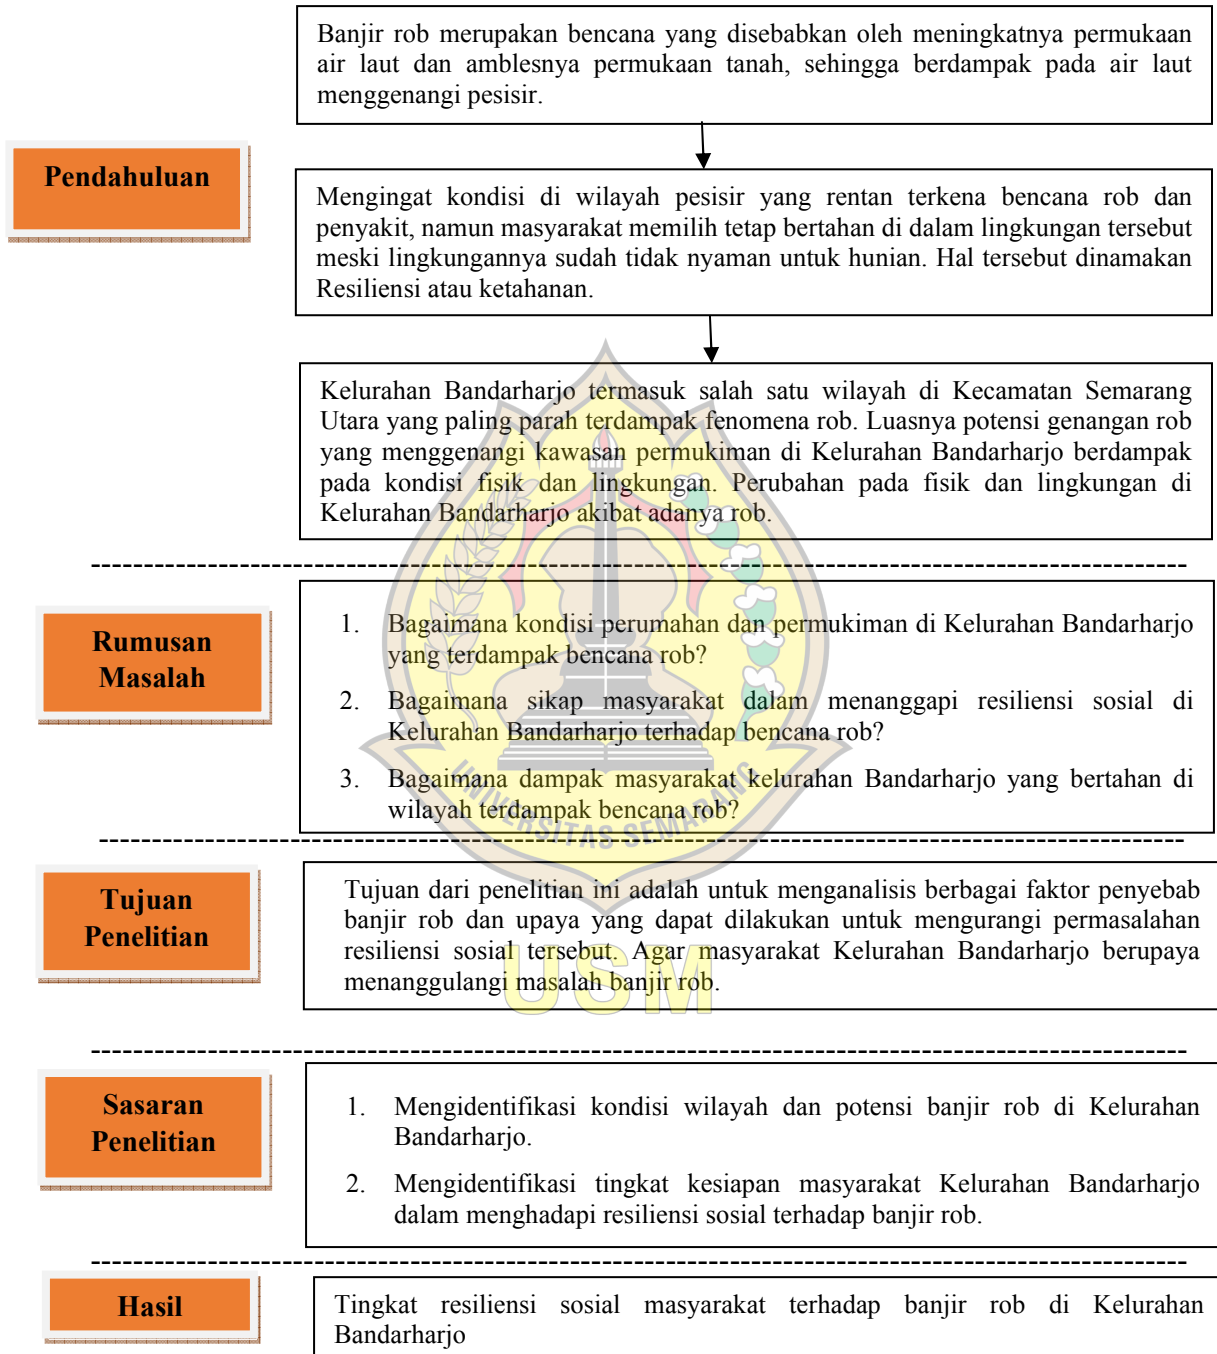 Banjir rob merupakan bencana yang disebabkan oleh meningkatnya permukaan
air laut dan amblesnya permukaan tanah, sehingga berdampak pada air laut
menggenangi pesisir.
Pendahuluan
Mengingat kondisi di wilayah pesisir yang rentan terkena bencana rob dan
penyakit, namun masyarakat memilih tetap bertahan di dalam lingkungan tersebut
meski lingkungannya sudah tidak nyaman untuk hunian. Hal tersebut dinamakan
Resiliensi atau ketahanan.
Kelurahan Bandarharjo termasuk salah satu wilayah di Kecamatan Semarang
Utara yang paling parah terdampak fenomena rob. Luasnya potensi genangan rob
yang menggenangi kawasan permukiman di Kelurahan Bandarharjo berdampak
pada kondisi fisik dan lingkungan. Perubahan pada fisik dan lingkungan di
Kelurahan Bandarharjo akibat adanya rob.
Rumusan
Masalah
1. Bagaimana kondisi perumahan dan permukiman di Kelurahan Bandarharjo
yang terdampak bencana rob?
2. Bagaimana sikap masyarakat dalam menanggapi resiliensi sosial di
Kelurahan Bandarharjo terhadap bencana rob?
3. Bagaimana dampak masyarakat kelurahan Bandarharjo yang bertahan di
wilayah terdampak bencana rob?
UNIVERSITAS SEMARANG
Tujuan
Penelitian
Tujuan dari penelitian ini adalah untuk menganalisis berbagai faktor penyebab
banjir rob dan upaya yang dapat dilakukan untuk mengurangi permasalahan
resiliensi sosial tersebut. Agar masyarakat Kelurahan Bandarharjo berupaya
menanggulangi masalah banjir rob.
USM
Sasaran
Penelitian
1. Mengidentifikasi kondisi wilayah dan potensi banjir rob di Kelurahan
Bandarharjo.
2. Mengidentifikasi tingkat kesiapan masyarakat Kelurahan Bandarharjo
dalam menghadapi resiliensi sosial terhadap banjir rob.
Hasil
Tingkat resiliensi sosial masyarakat terhadap banjir rob di Kelurahan
Bandarharjo